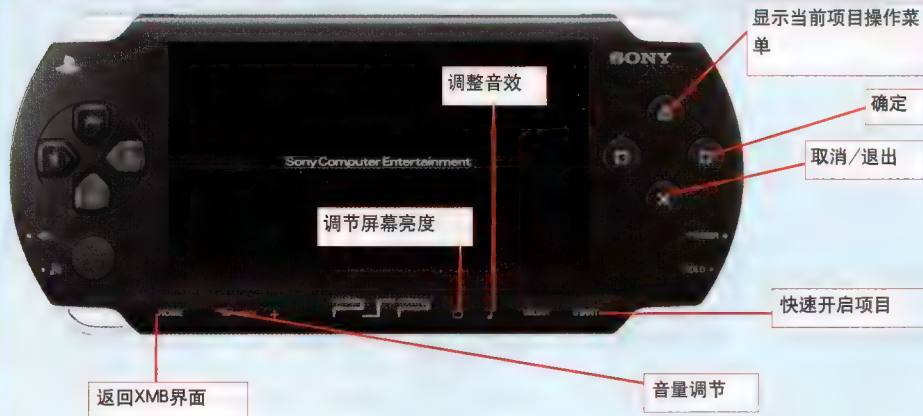 显示当前项目操作菜
单
SONY
调整音效
确定
Sony Computer Entertainment
取消/退出
调节屏幕亮度
快速开启项目
返回XMB界面
音量调节